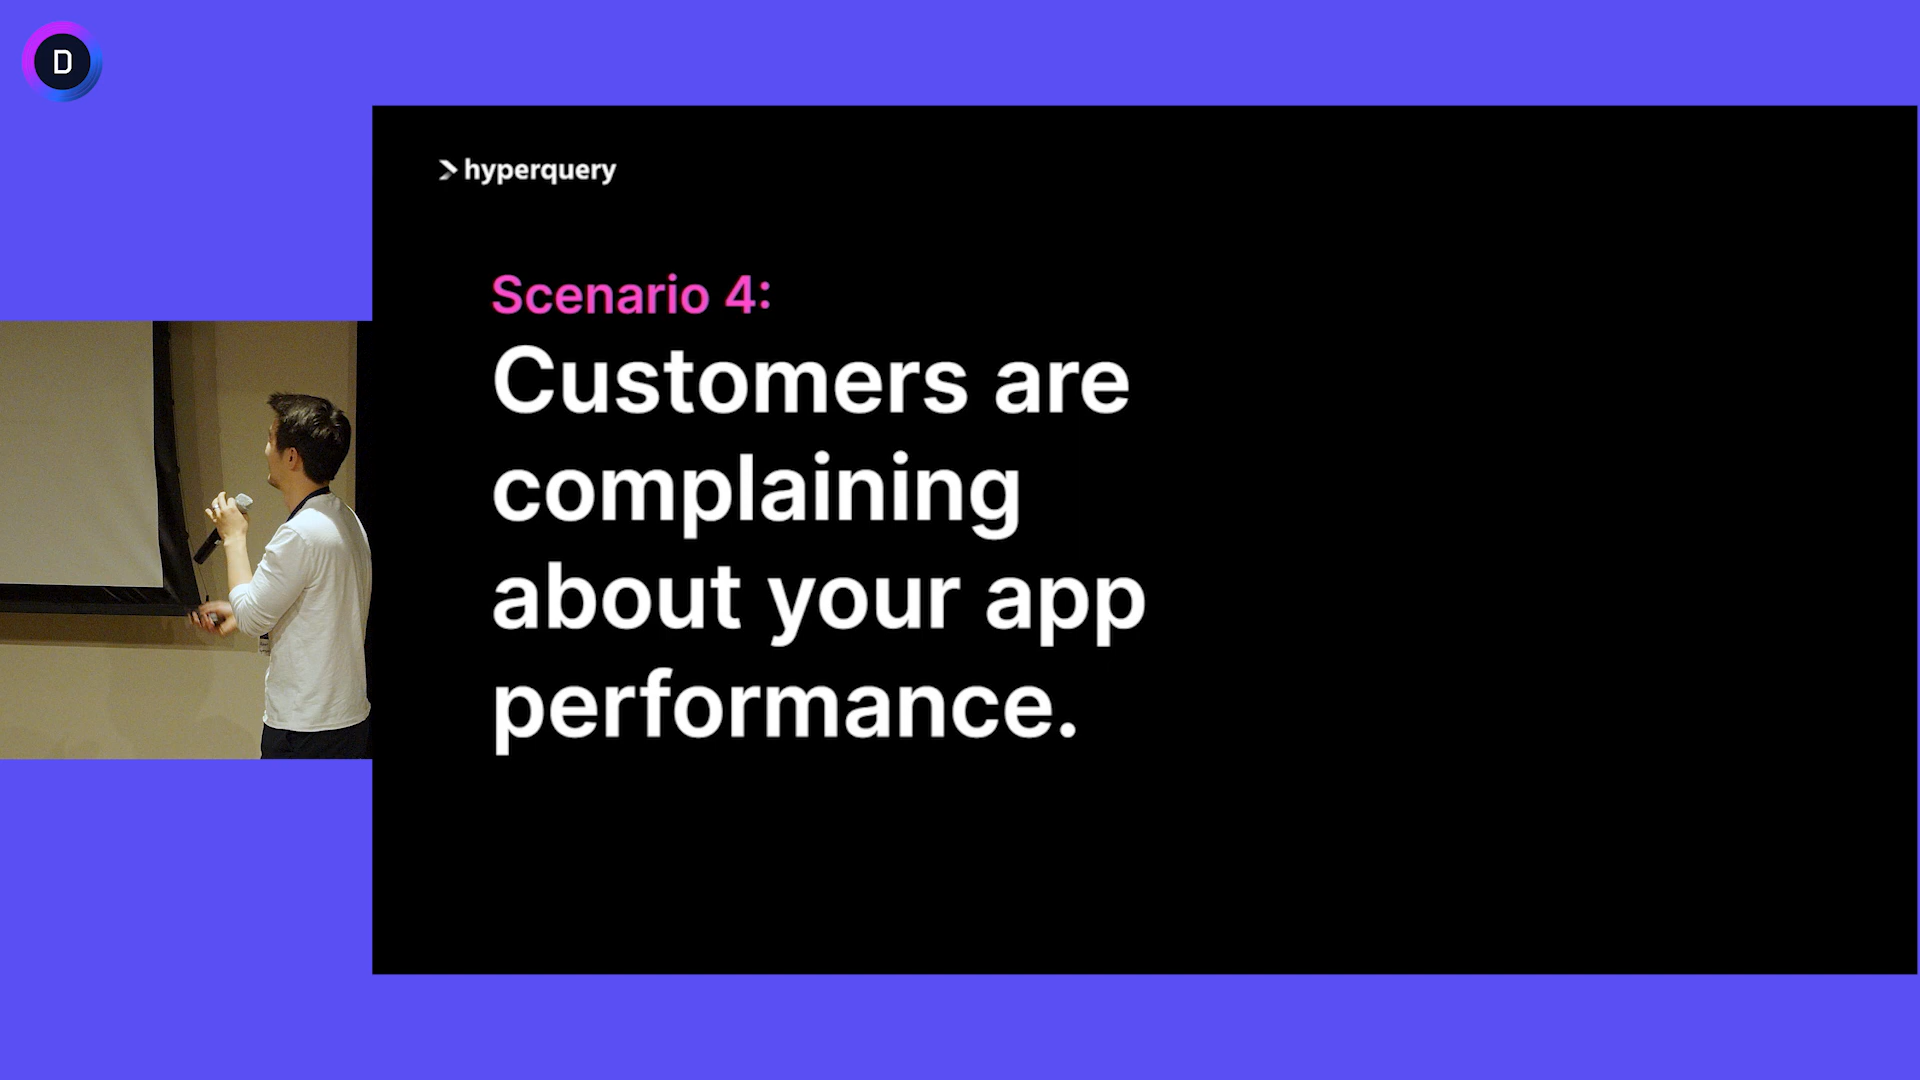 D
hyperquery
Scenario 4:
Customers are
complaining
about your app
performance.